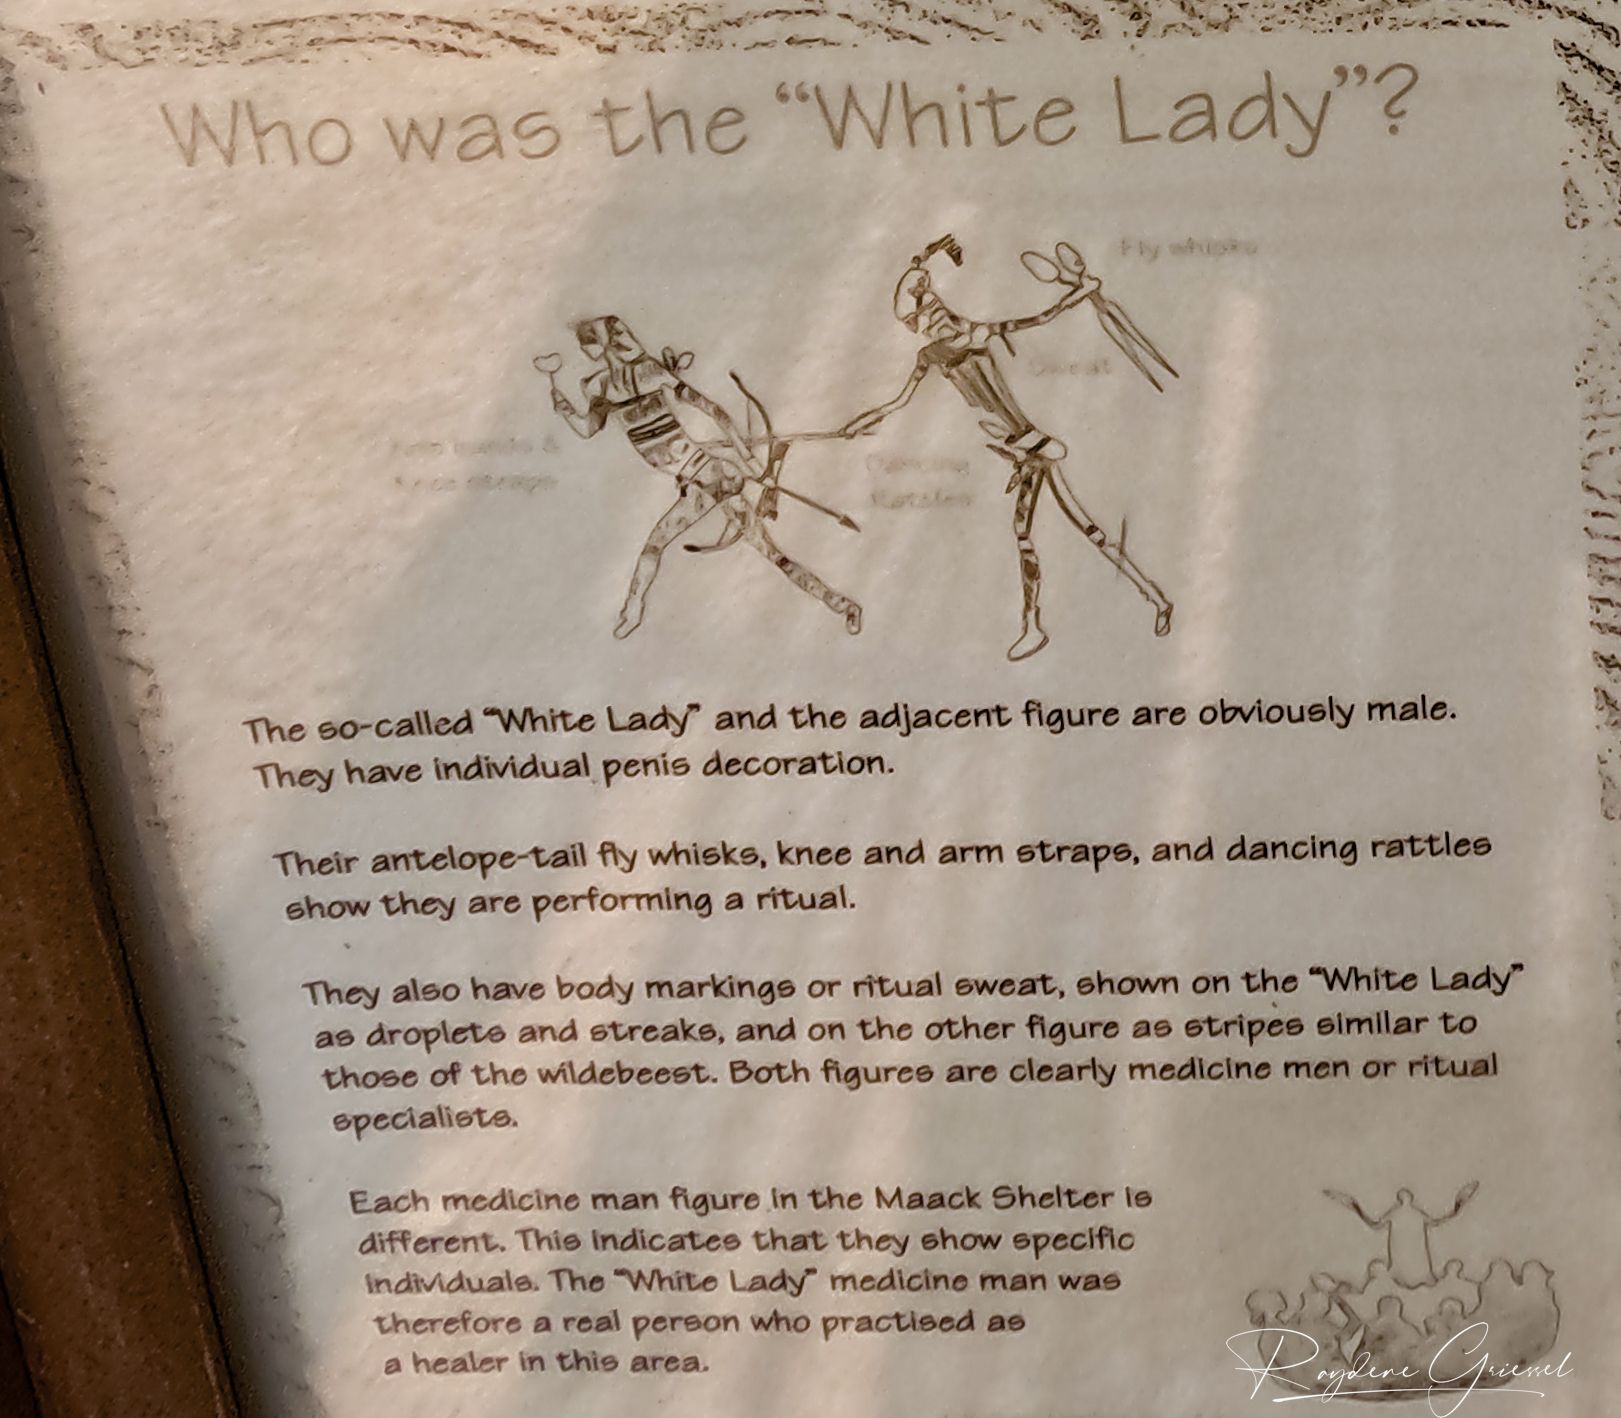 Who was the “White Lady”?
Fly whisks
Sweat
Arm bands &
knee straps
Dancing
Rattles
The so-called “White Lady” and the adjacent figure are obviously male.
They have individual penis decoration.
Their antelope-tail fly whisks, knee and arm straps, and dancing rattles
show they are performing a ritual.
They also have body markings or ritual sweat, shown on the “White Lady”
as droplets and streaks, and on the other figure as stripes similar to
those of the wildebeest. Both figures are clearly medicine men or ritual
specialists.
Each medicine man figure in the Maack Shelter is
different. This indicates that they show specific
individuals. The “White Lady” medicine man was
therefore a real person who practised as
a healer in this area.
Raydene Griessel